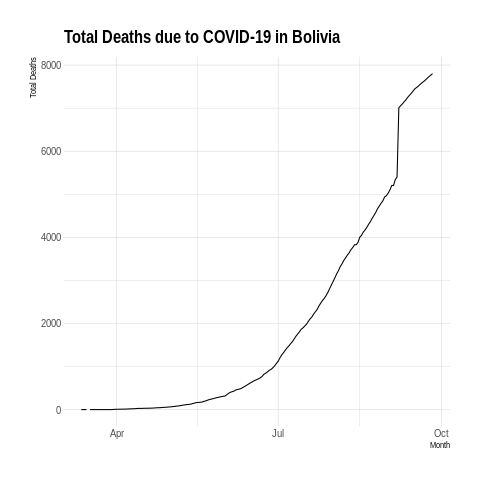 Total Deaths due to COVID-19 in Bolivia
Total Deaths
8000
6000
4000
2000
0
Apr
Jul
Oct
Month